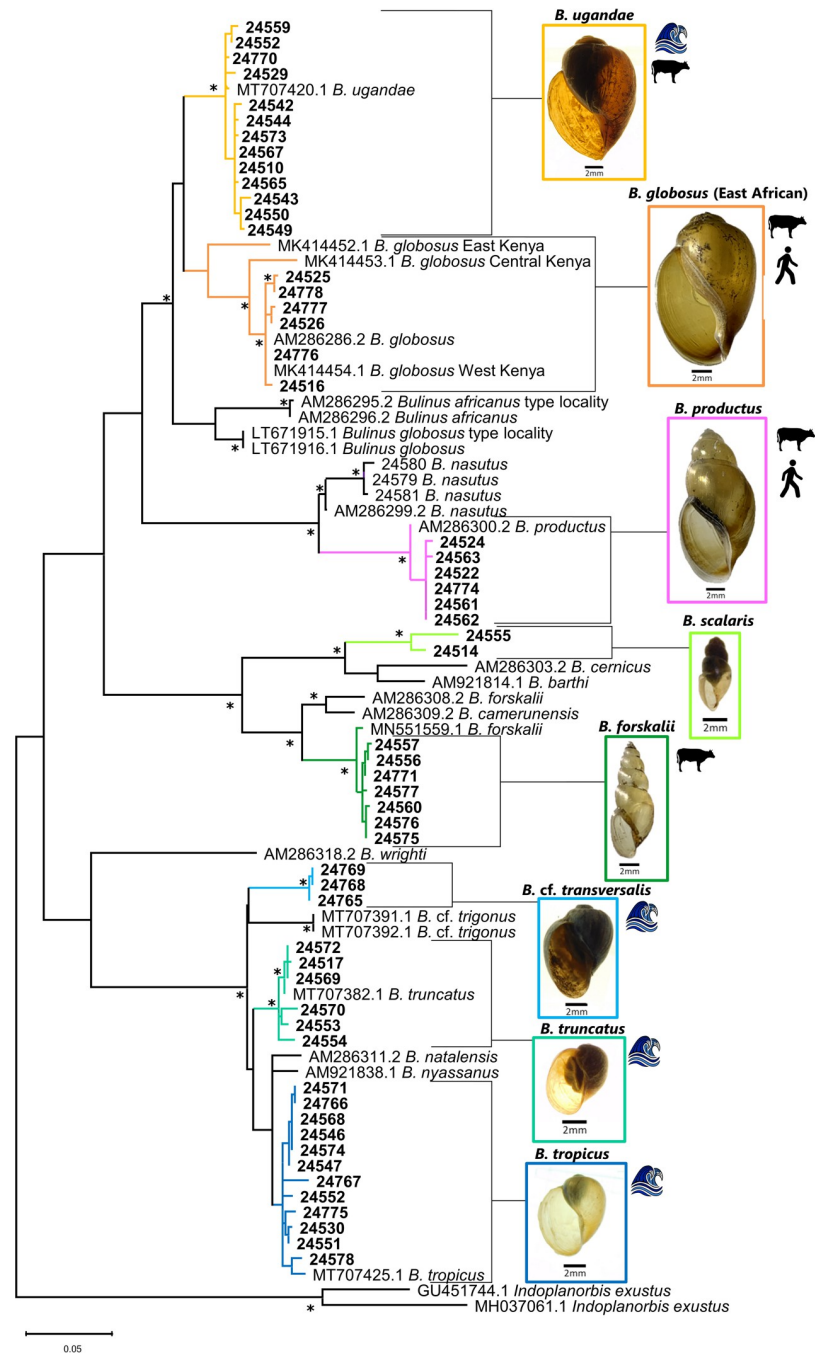 B. ugandae
24559
24552
24770
24529
*
MT707420.1 B. ugandae
24542
24544
24573
24567
24510
24565
24543
24550
24549
2mm
B. globosus (East African)
MK414452.1 B. globosus East Kenya
MK414453.1 B. globosus Central Kenya
*
24525
24778
*
*
24777
24526
*
AM286286.2 B. globosus
24776
MK414454.1 B. globosus West Kenya
24516
2mm
*
AM286295.2 Bulinus africanus type locality
AM286296.2 Bulinus africanus
LT671915.1 Bulinus globosus type locality
*
LT671916.1 Bulinus globosus
B. productus
24580 B. nasutus
*
24579 B. nasutus
*
24581 B. nasutus
AM286299.2 B. nasutus
*
AM286300.2 B. productus
24524
*
24563
24522
24774
24561
24562
2mm
B. scalaris
*
24555
*
24514
AM286303.2 B. cernicus
AM921814.1 B. barthi
2mm
*
*
AM286308.2 B. forskalii
AM286309.2 B. camerunensis
B. forskalii
MN551559.1 B. forskalii
*
24557
24556
*
24771
24577
24560
24576
24575
2mm
AM286318.2 B. wrighti
24769
*
24768
24765
B. cf. transversalis
MT707391.1 B. cf. trigonus
*
MT707392.1 B. cf. trigonus
24572
24517
*
24569
*
MT707382.1 B. truncatus
*
24570
24553
24554
2mm
B. truncatus
AM286311.2 B. natalensis
AM921838.1 B. nyassanus
2mm
24571
24766
24568
24546
24574
24547
24767
24552
24775
24530
24551
24578
MT707425.1 B. tropicus
B. tropicus
2mm
GU451744.1 Indoplanorbis exustus
*
MH037061.1 Indoplanorbis exustus
0.05